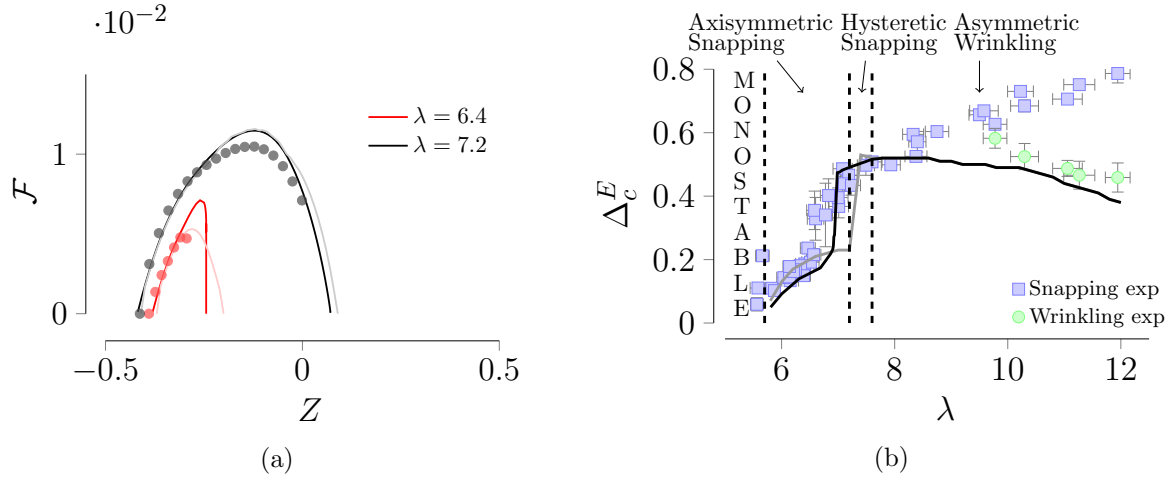 ·10⁻²
1
0
F
−0.5
0
0.5
Z
λ = 6.4
λ = 7.2
(a)
Axisymmetric
Snapping
Hysteretic
Snapping
Asymmetric
Wrinkling
0.8
0.6
0.4
0.2
0
Δ_c^E
M
O
N
O
S
T
A
B
L
E
Snapping exp
Wrinkling exp
6
8
10
12
λ
(b)